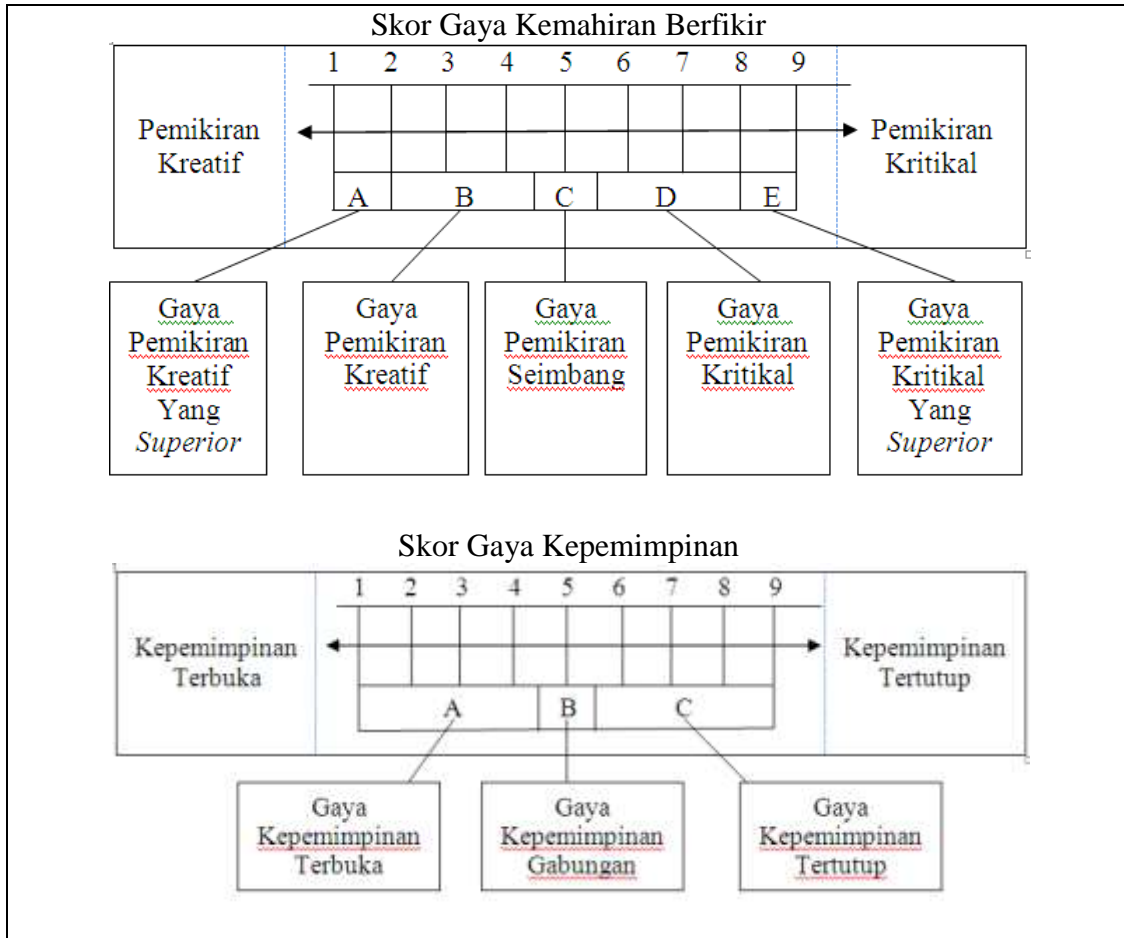 Skor Gaya Kemahiran Berfikir
1 2 3 4 5 6 7 8 9
Pemikiran
Kreatif
Pemikiran
Kritikal
A B C D E
Gaya
Pemikiran
Kreatif
Yang
Superior
Gaya
Pemikiran
Kreatif
Gaya
Pemikiran
Seimbang
Gaya
Pemikiran
Kritikal
Gaya
Pemikiran
Kritikal
Yang
Superior
Skor Gaya Kepemimpinan
1 2 3 4 5 6 7 8 9
Kepemimpinan
Terbuka
Kepemimpinan
Tertutup
A B C
Gaya
Kepemimpinan
Terbuka
Gaya
Kepemimpinan
Gabungan
Gaya
Kepemimpinan
Tertutup